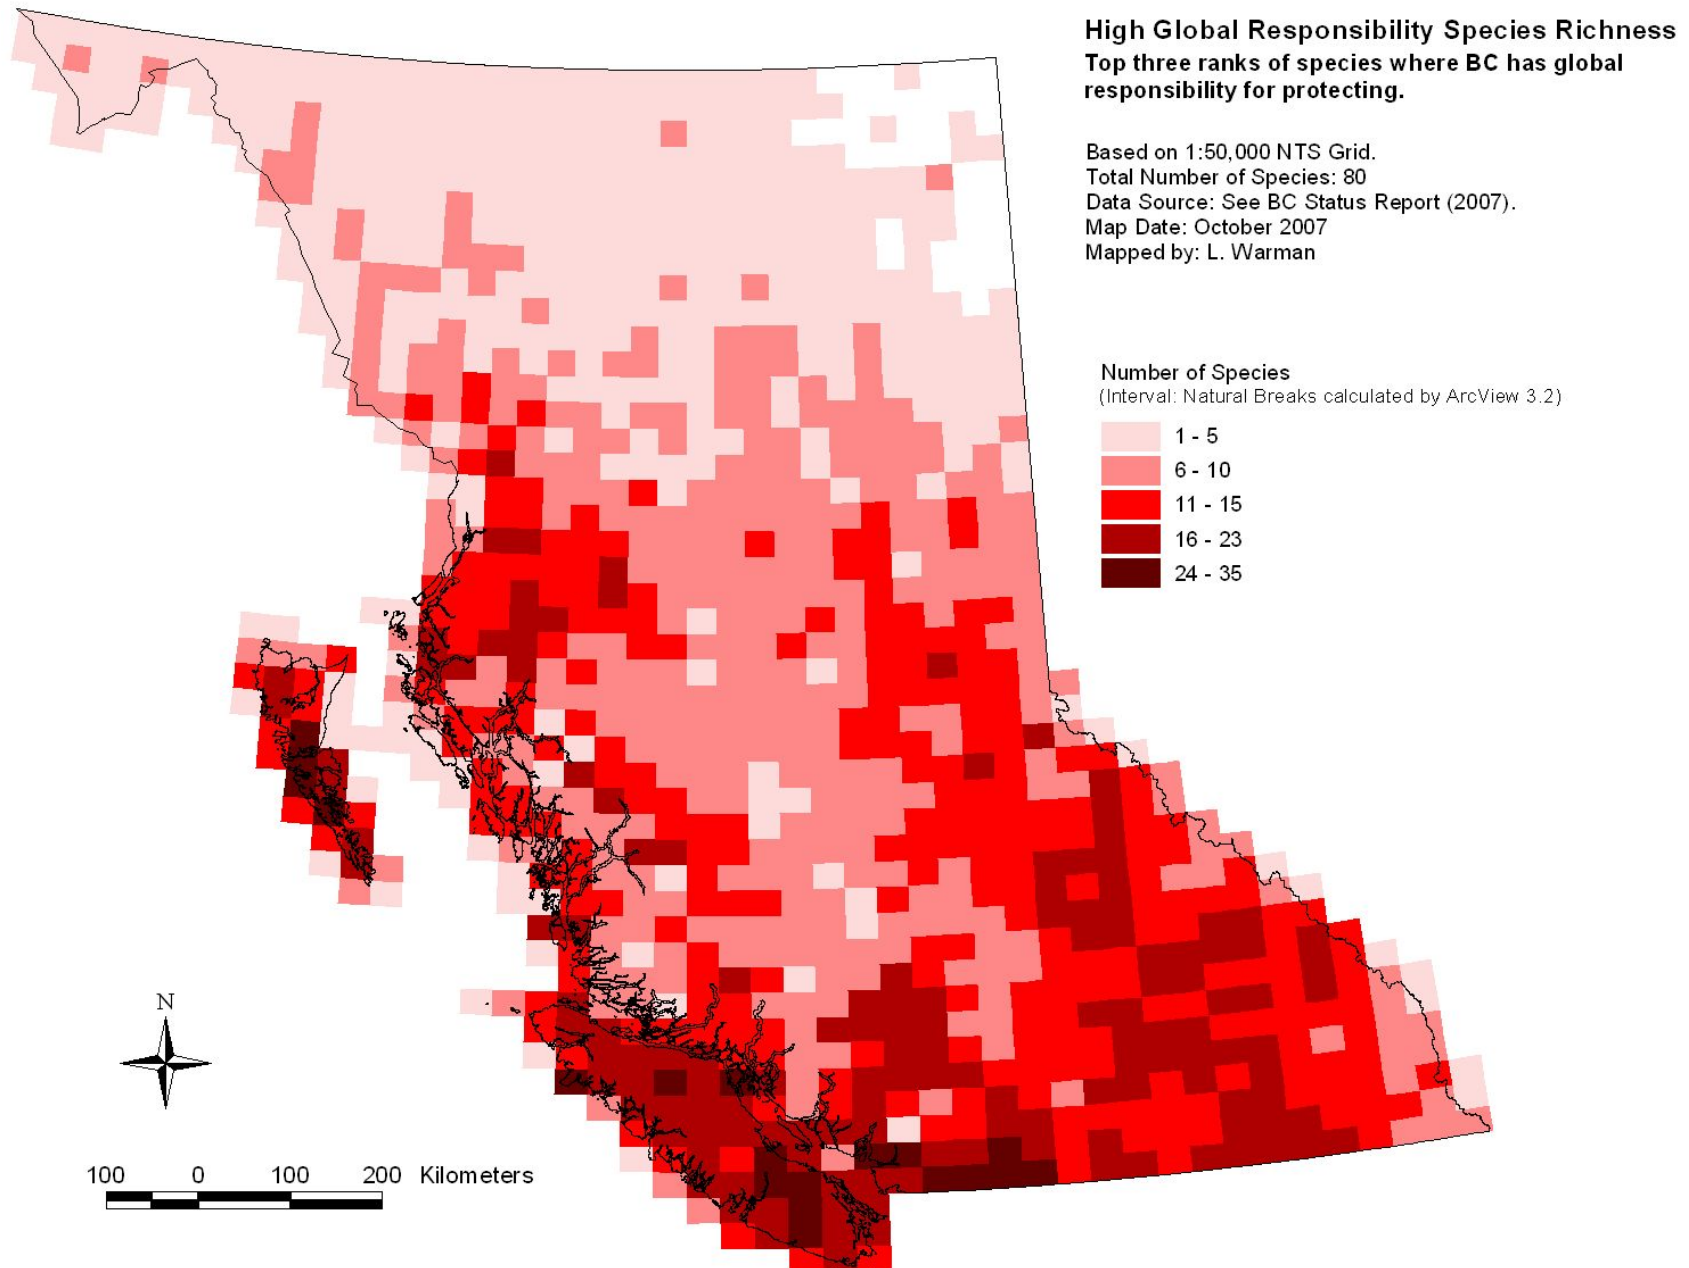 High Global Responsibility Species Richness
Top three ranks of species where BC has global
responsibility for protecting.
Based on 1:50,000 NTS Grid.
Total Number of Species: 80
Data Source: See BC Status Report (2007).
Map Date: October 2007
Mapped by: L. Warman
Number of Species
(Interval: Natural Breaks calculated by ArcView 3.2)
1 - 5
6 - 10
11 - 15
16 - 23
24 - 35
N
100 0 100 200 Kilometers